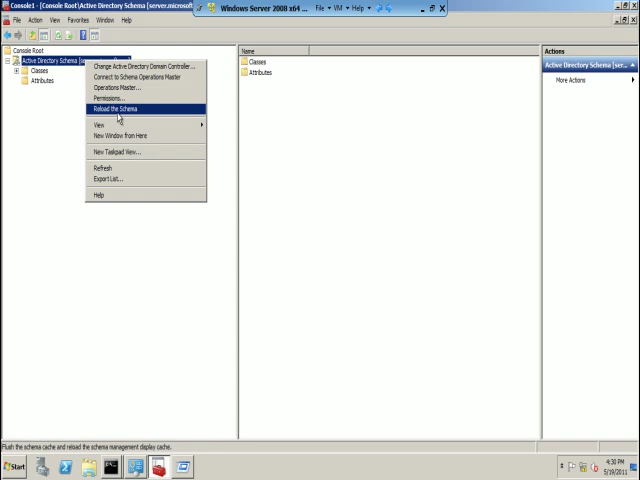 Console1 - [Console Root\Active Directory Schema [server.microsoft
Windows Server 2008 x64 ... File VM Help
File Action View Favorites Window Help
Console Root
Active Directory Schema [se
Classes
Attributes
Change Active Directory Domain Controller...
Connect to Schema Operations Master
Operations Master...
Permissions...
Reload the Schema
View
New Window from Here
New Taskpad View...
Refresh
Export List...
Help
Name
Classes
Attributes
Actions
Active Directory Schema [ser...
More Actions
Flush the schema cache and reload the schema management display cache.
Start
4:30 PM
5/19/2011